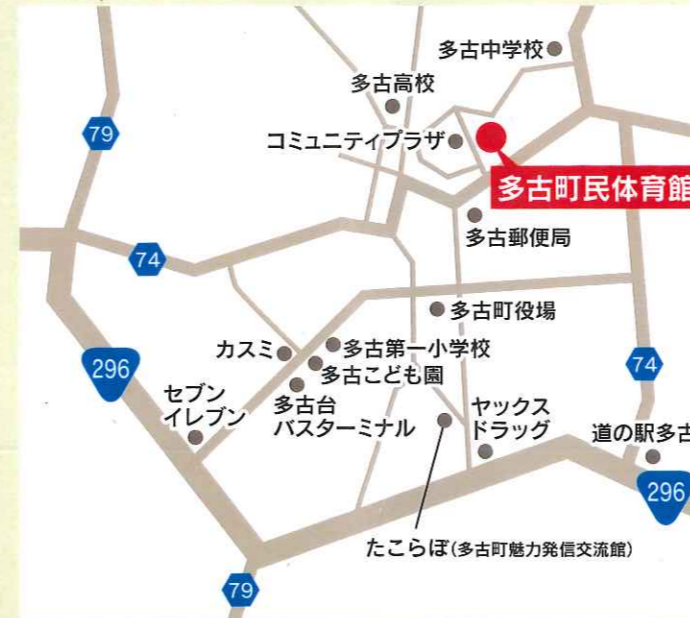 多古中学校
多古高校
79
コミュニティプラザ
多古町民体育館
多古郵便局
74
多古町役場
カスミ
多古第一小学校
296
多古こども園
74
セブン
イレブン
多古台
バスターミナル
ヤックス
ドラッグ
道の駅多古
296
たこらぼ(多古町魅力発信交流館)
79